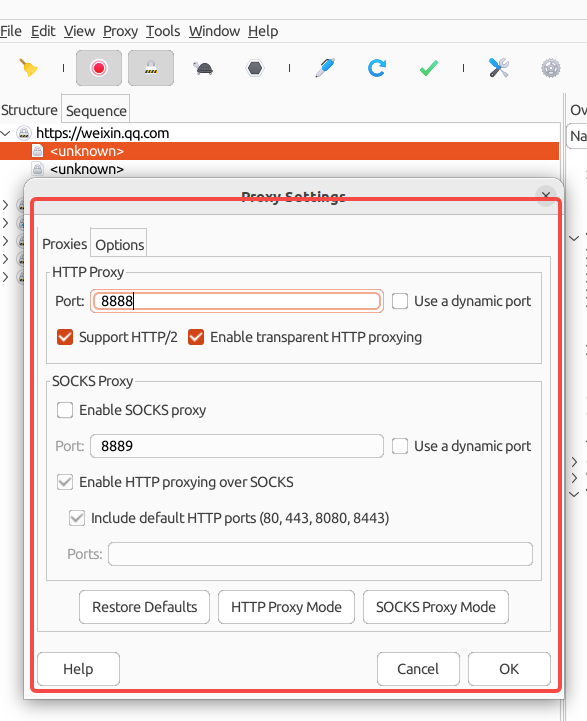 File Edit View Proxy Tools Window Help
Structure Sequence
Ov
https://weixin.qq.com
Na
<unknown>
<unknown>
Proxy Settings
Proxies Options
HTTP Proxy
Port: 8888 Use a dynamic port
Support HTTP/2 Enable transparent HTTP proxying
SOCKS Proxy
Enable SOCKS proxy
Port: 8889 Use a dynamic port
Enable HTTP proxying over SOCKS
Include default HTTP ports (80, 443, 8080, 8443)
Ports:
Restore Defaults HTTP Proxy Mode SOCKS Proxy Mode
Help Cancel OK